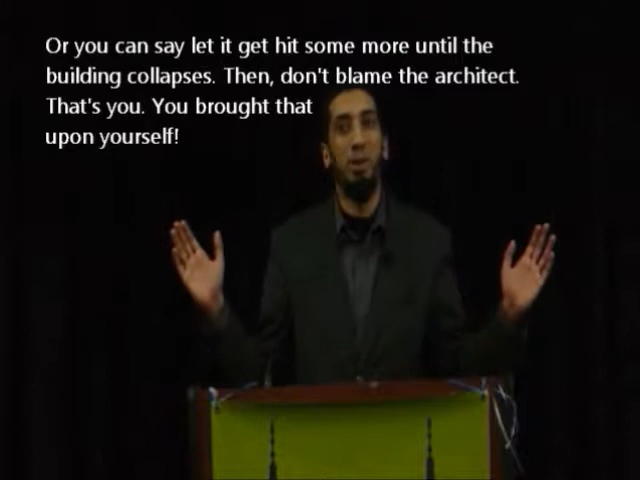 Or you can say let it get hit some more until the
building collapses. Then, don't blame the architect.
That's you. You brought that
upon yourself!